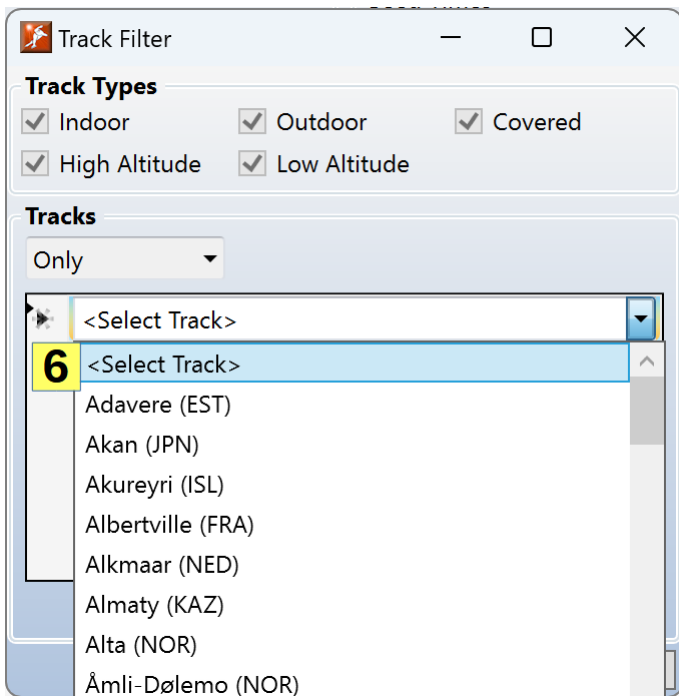 Track Filter
Track Types
Indoor Outdoor Covered
High Altitude Low Altitude
Tracks
Only
<Select Track>
6 <Select Track>
Adavere (EST)
Akan (JPN)
Akureyri (ISL)
Albertville (FRA)
Alkmaar (NED)
Almaty (KAZ)
Alta (NOR)
Åmli-Dølemo (NOR)